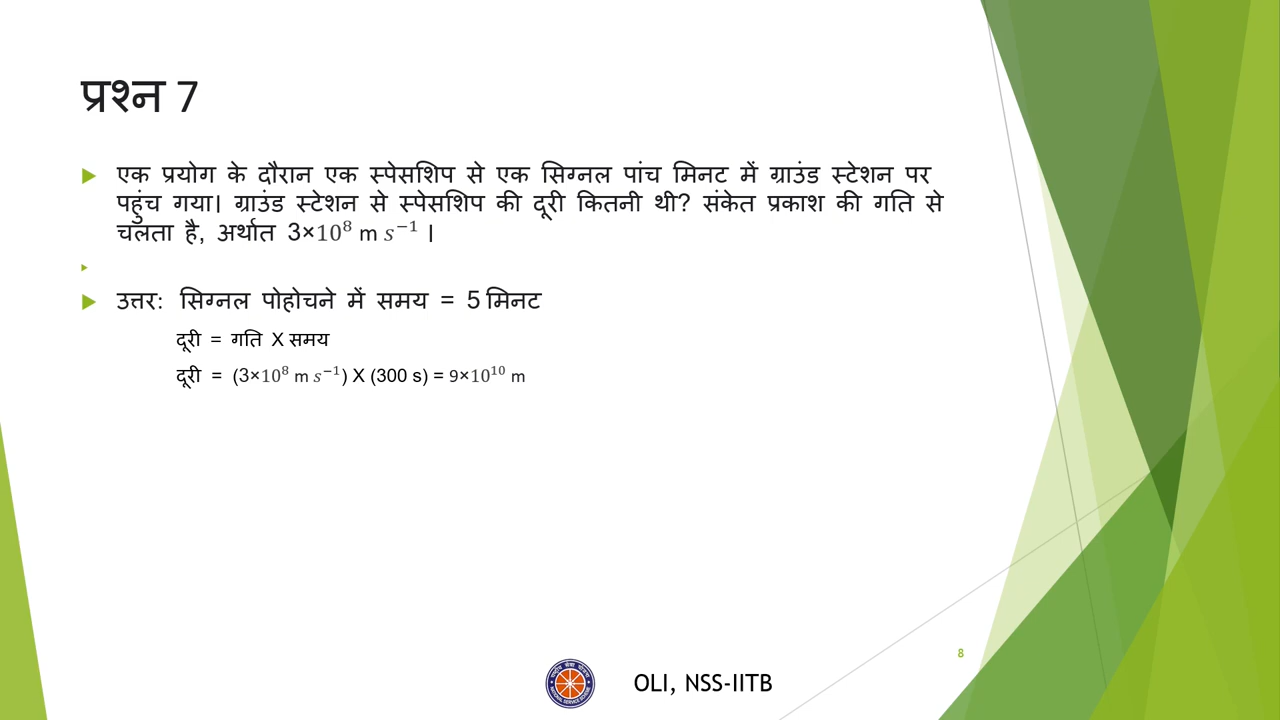 प्रश्न 7
एक प्रयोग के दौरान एक स्पेसशिप से एक सिग्नल पांच मिनट में ग्राउंड स्टेशन पर
पहुंच गया। ग्राउंड स्टेशन से स्पेसशिप की दूरी कितनी थी? संकेत प्रकाश की गति से
चलता है, अर्थात 3×10⁸ m s⁻¹ ।
उत्तर: सिग्नल पोहोचने में समय = 5 मिनट
दूरी = गति X समय
दूरी = (3×10⁸ m s⁻¹) X (300 s) = 9×10¹⁰ m
8
OLI, NSS-IITB